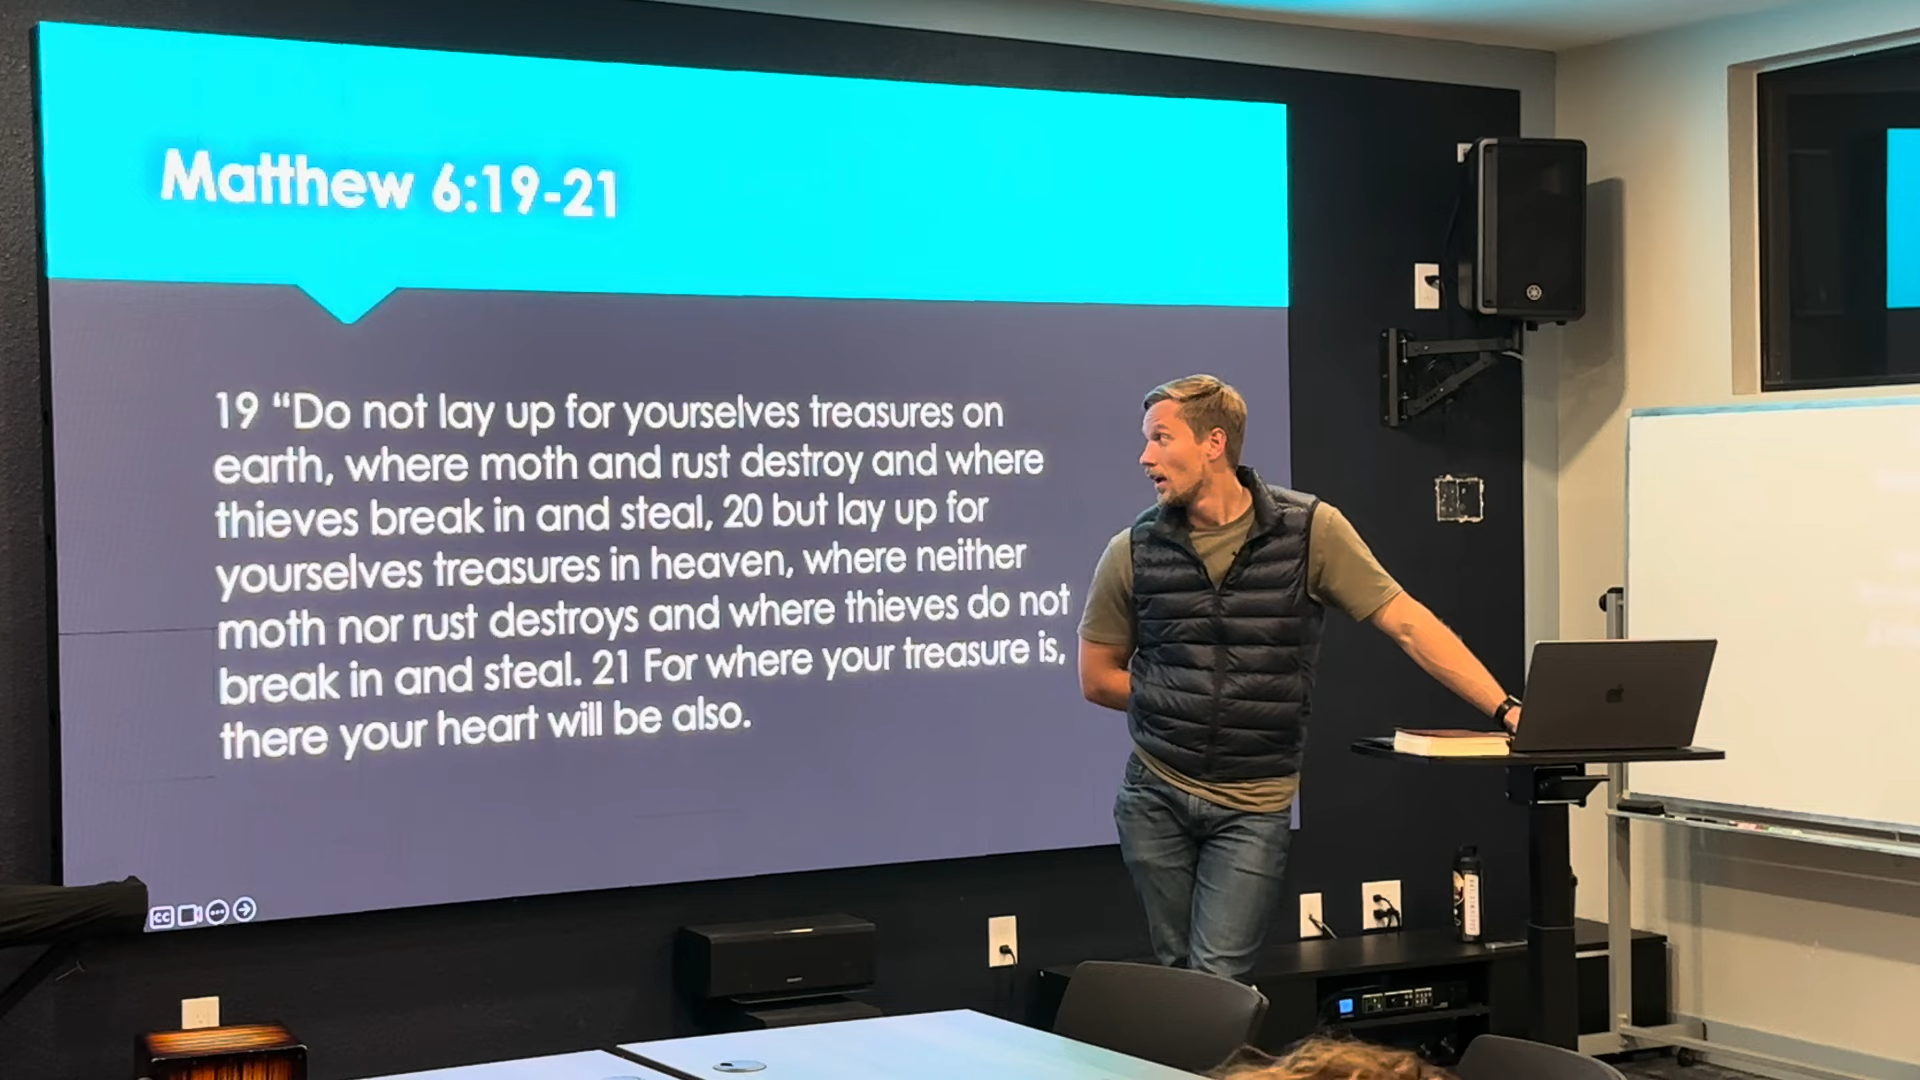 Matthew 6:19-21
19 “Do not lay up for yourselves treasures on
earth, where moth and rust destroy and where
thieves break in and steal, 20 but lay up for
yourselves treasures in heaven, where neither
moth nor rust destroys and where thieves do not
break in and steal. 21 For where your treasure is,
there your heart will be also.
CC